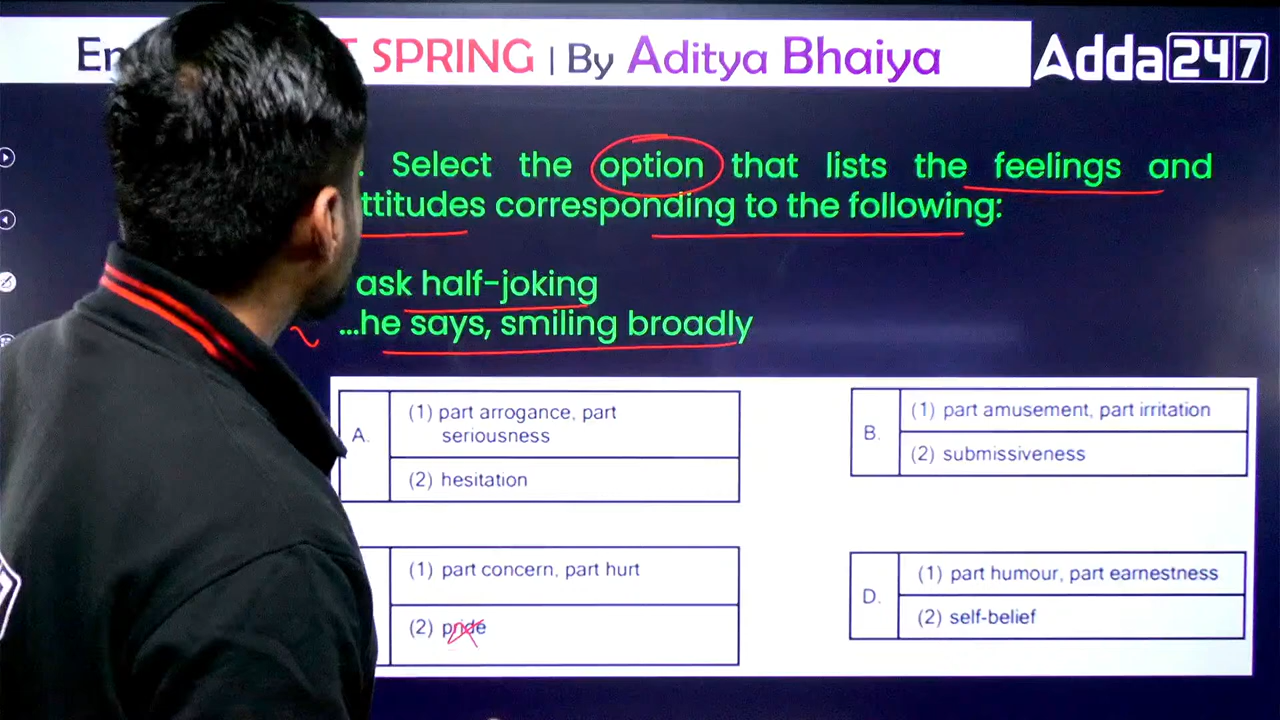 SPRING | By Aditya Bhaiya
Adda247
Select the option that lists the feelings and
ttitudes corresponding to the following:
ask half-joking
...he says, smiling broadly
A.
(1) part arrogance, part
seriousness
(2) hesitation
B.
(1) part amusement, part irritation
(2) submissiveness
(1) part concern, part hurt
(2) pride
D.
(1) part humour, part earnestness
(2) self-belief